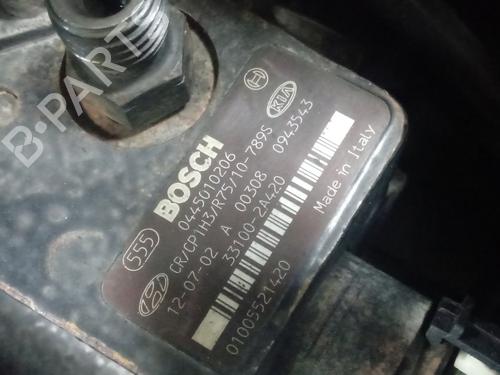 555
BOSCH
KIA
0445010206
CR/CP1H3/R75/10-789S
12-07-02 A 00308 0943543
33100-2A420
01005521420
Made in Italy
B-PARTS